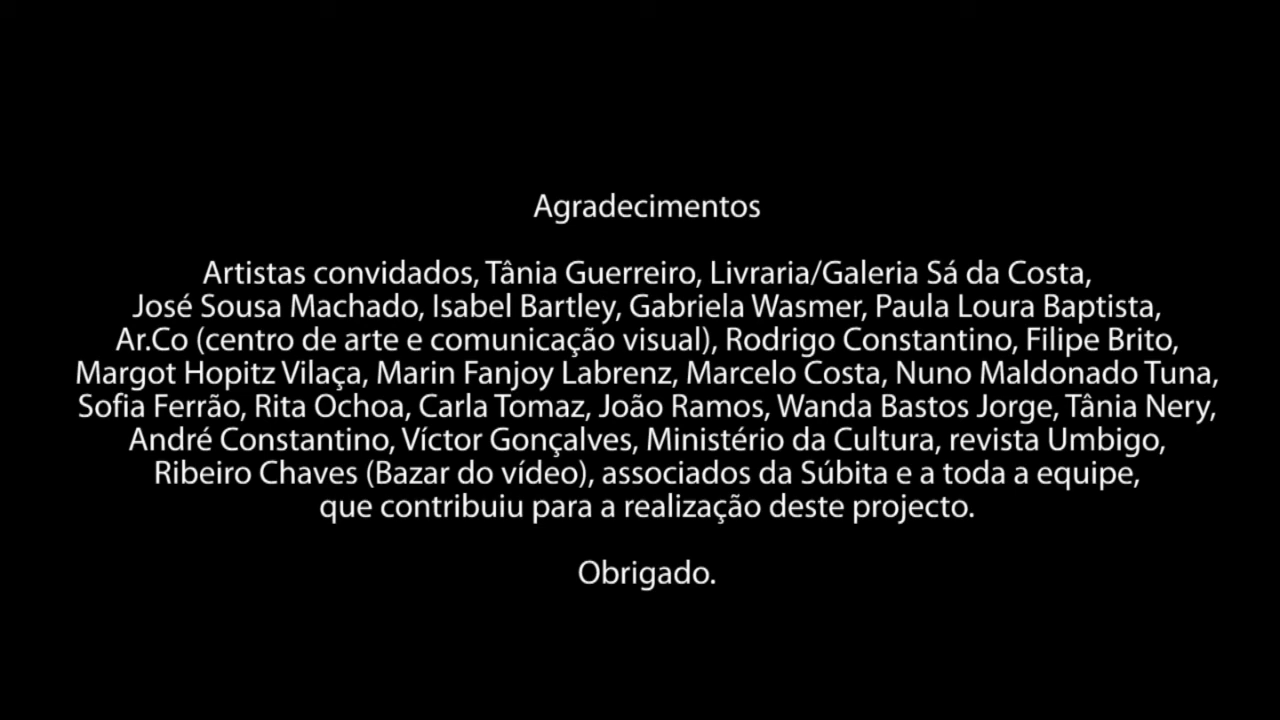 Agradecimentos
Artistas convidados, Tânia Guerreiro, Livraria/Galeria Sá da Costa,
José Sousa Machado, Isabel Bartley, Gabriela Wasmer, Paula Loura Baptista,
Ar.Co (centro de arte e comunicação visual), Rodrigo Constantino, Filipe Brito,
Margot Hopitz Vilaça, Marin Fanjoy Labrenz, Marcelo Costa, Nuno Maldonado Tuna,
Sofia Ferrão, Rita Ochoa, Carla Tomaz, João Ramos, Wanda Bastos Jorge, Tânia Nery,
André Constantino, Víctor Gonçalves, Ministério da Cultura, revista Umbigo,
Ribeiro Chaves (Bazar do vídeo), associados da Súbita e a toda a equipe,
que contribuiu para a realização deste projecto.
Obrigado.